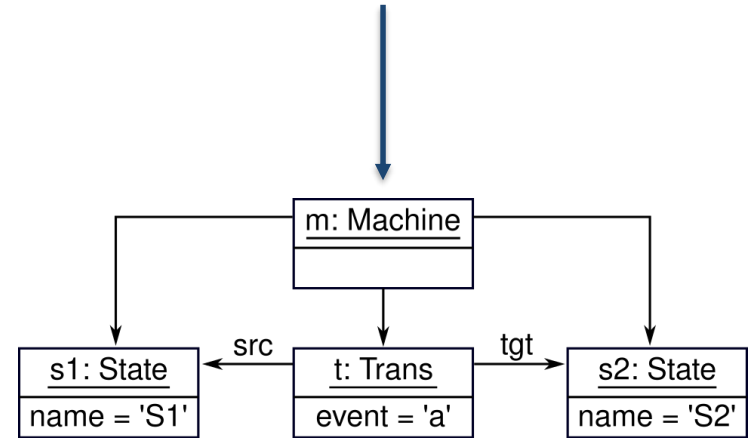 m: Machine
src
tgt
s1: State
t: Trans
s2: State
name = 'S1'
event = 'a'
name = 'S2'